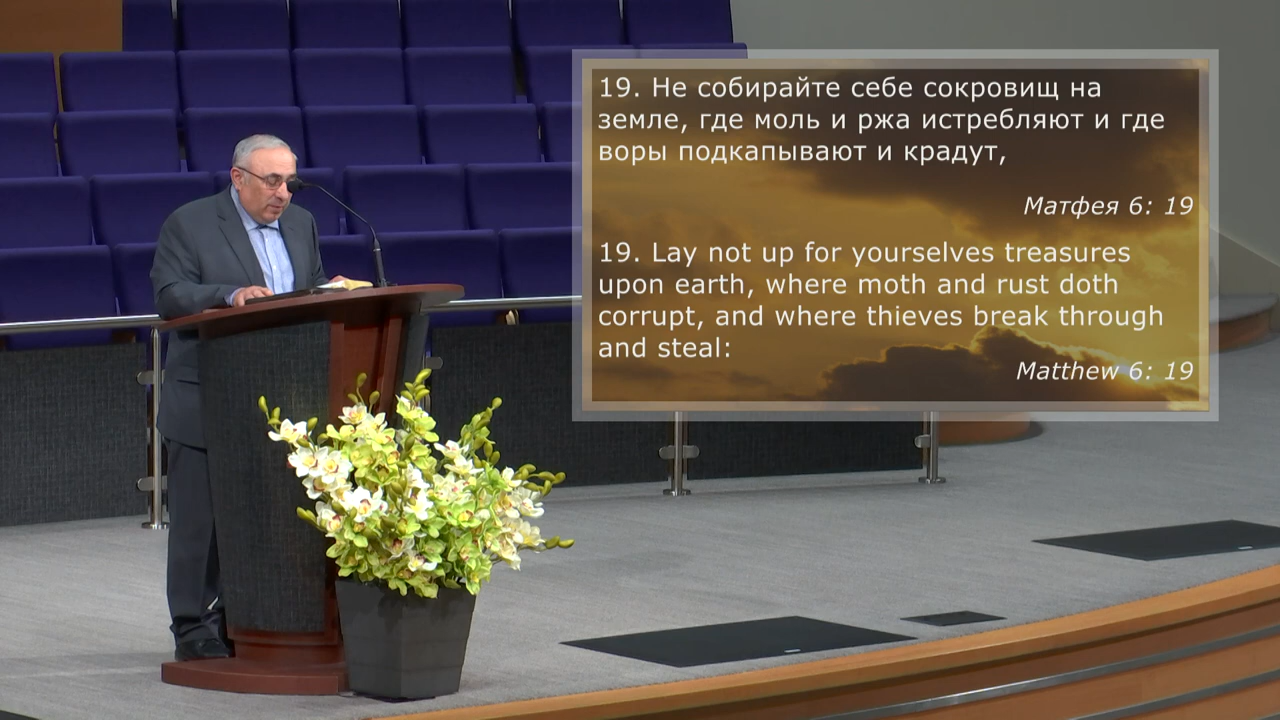 19. Не собирайте себе сокровищ на
земле, где моль и ржа истребляют и где
воры подкапывают и крадут,
Матфея 6: 19
19. Lay not up for yourselves treasures
upon earth, where moth and rust doth
corrupt, and where thieves break through
and steal:
Matthew 6: 19